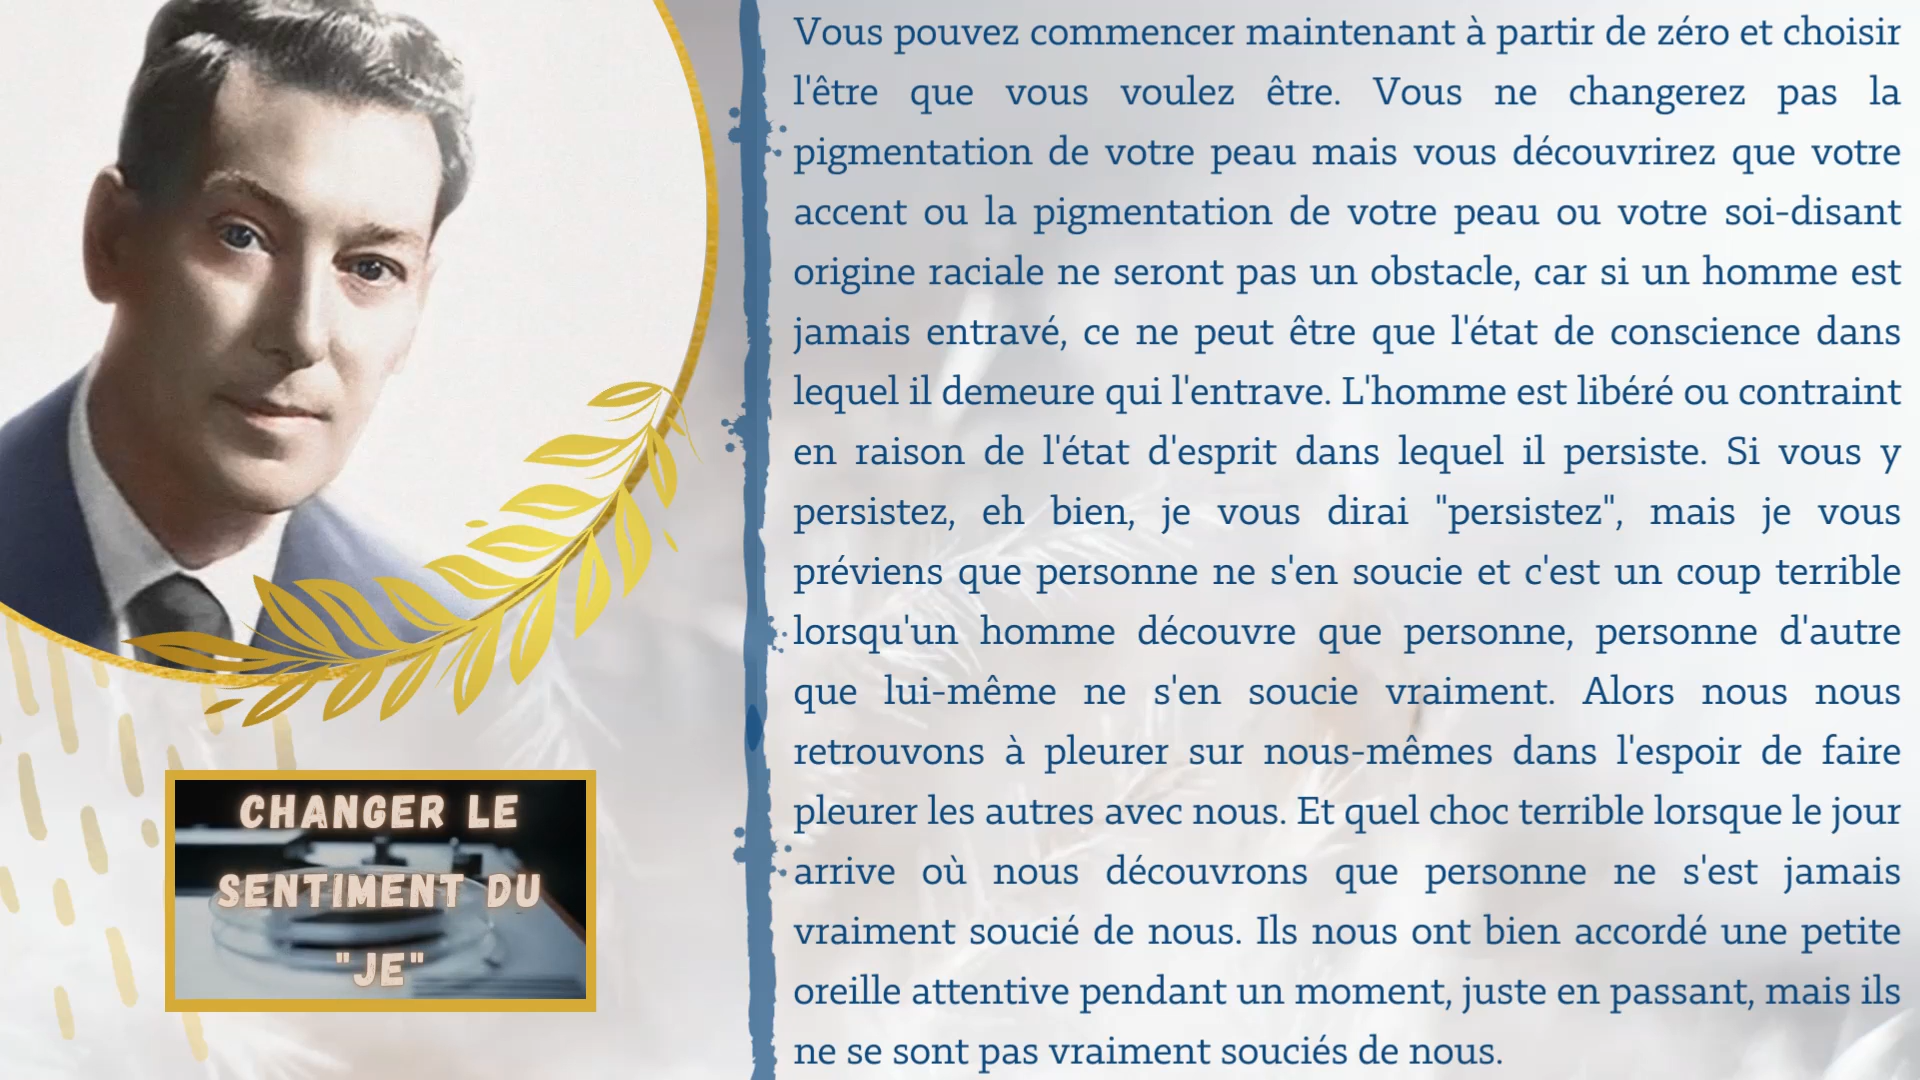 Vous pouvez commencer maintenant à partir de zéro et choisir
l'être que vous voulez être. Vous ne changerez pas la
pigmentation de votre peau mais vous découvrirez que votre
accent ou la pigmentation de votre peau ou votre soi-disant
origine raciale ne seront pas un obstacle, car si un homme est
jamais entravé, ce ne peut être que l'état de conscience dans
lequel il demeure qui l'entrave. L'homme est libéré ou contraint
en raison de l'état d'esprit dans lequel il persiste. Si vous y
persistez, eh bien, je vous dirai "persistez", mais je vous
préviens que personne ne s'en soucie et c'est un coup terrible
lorsqu'un homme découvre que personne, personne d'autre
que lui-même ne s'en soucie vraiment. Alors nous nous
retrouvons à pleurer sur nous-mêmes dans l'espoir de faire
pleurer les autres avec nous. Et quel choc terrible lorsque le jour
arrive où nous découvrons que personne ne s'est jamais
vraiment soucié de nous. Ils nous ont bien accordé une petite
oreille attentive pendant un moment, juste en passant, mais ils
ne se sont pas vraiment souciés de nous.
CHANGER LE
SENTIMENT DU
"JE"